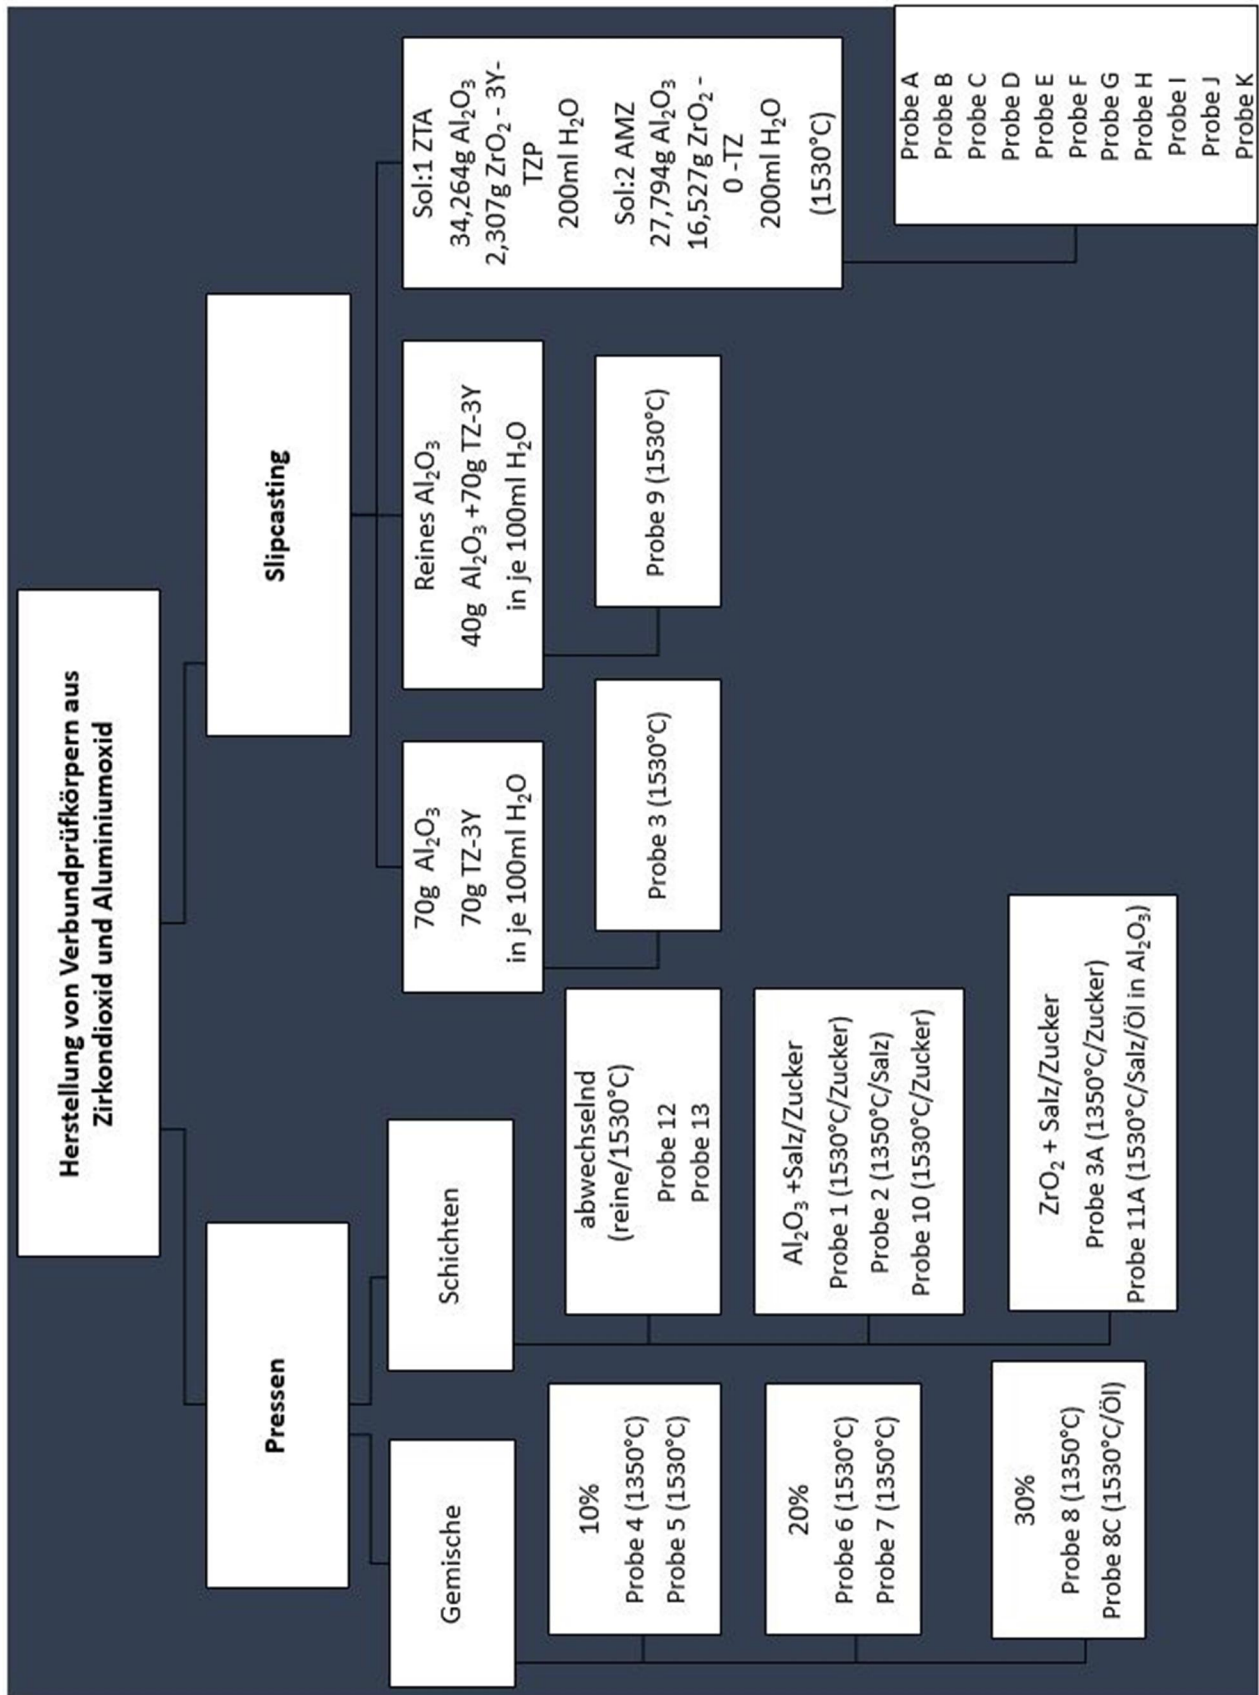 Herstellung von Verbundprüfkörpern aus
Zirkondioxid und Aluminiumoxid
Pressen
Gemische
10%
Probe 4 (1350°C)
Probe 5 (1530°C)
20%
Probe 6 (1530°C)
Probe 7 (1350°C)
30%
Probe 8 (1350°C)
Probe 8C (1530°C/Öl)
Schichten
abwechselnd
(reine/1530°C)
Probe 12
Probe 13
Al₂O₃ +Salz/Zucker
Probe 1 (1530°C/Zucker)
Probe 2 (1350°C/Salz)
Probe 10 (1530°C/Zucker)
ZrO₂ + Salz/Zucker
Probe 3A (1350°C/Zucker)
Probe 11A (1530°C/Salz/Öl in Al₂O₃)
Slipcasting
70g Al₂O₃
70g TZ-3Y
in je 100ml H₂O
Probe 3 (1530°C)
Reines Al₂O₃
40g Al₂O₃ +70g TZ-3Y
in je 100ml H₂O
Probe 9 (1530°C)
Sol:1 ZTA
34,264g Al₂O₃
2,307g ZrO₂ - 3Y-
TZP
200ml H₂O
Sol:2 AMZ
27,794g Al₂O₃
16,527g ZrO₂ -
0 -TZ
200ml H₂O
(1530°C)
Probe A
Probe B
Probe C
Probe D
Probe E
Probe F
Probe G
Probe H
Probe I
Probe J
Probe K